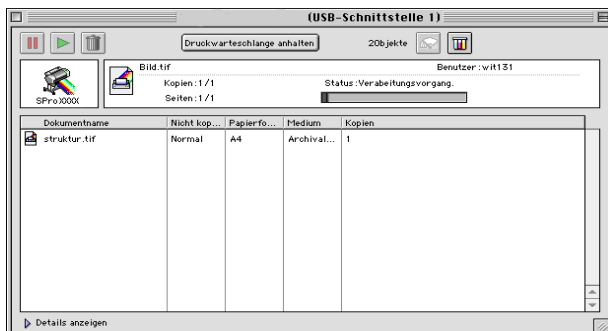 (USB-Schnittstelle 1)
Druckwarteschlange anhalten
2Objekte
Bild.tif
Benutzer:wit131
Kopien:1/1
Status:Verabeitungsvorgang.
SProXXXX
Seiten:1/1
Dokumentname Nicht kop... Papierfo... Medium Kopien
struktur.tif Normal A4 Archival... 1
Details anzeigen